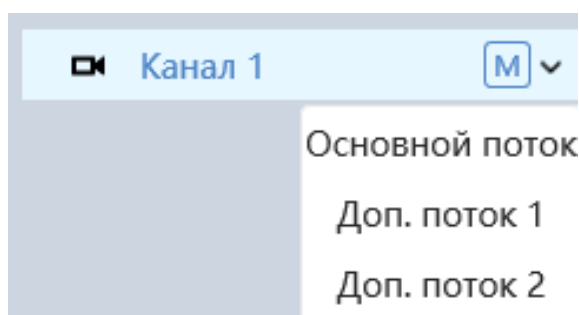 Канал 1 M
Основной поток
Доп. поток 1
Доп. поток 2